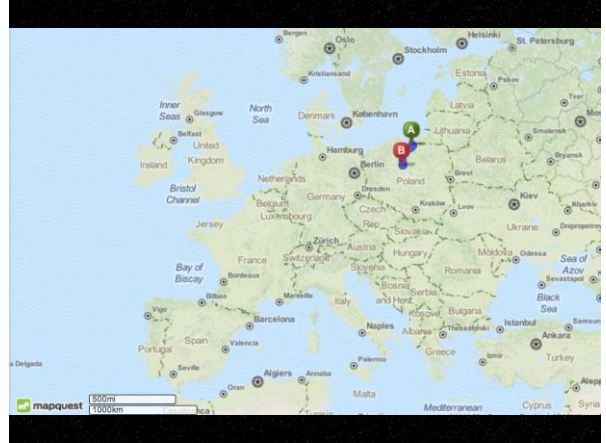 Bergen
Oslo
Helsinki
St. Petersburg
Stockholm
Kristiansand
Estonia
Pskov
Inner
Seas
Glasgow
North
Sea
Latvia
Tver
Denmark
København
Belfast
United
Kingdom
A
Lithuania
Smolensk
Mos
Ireland
Hamburg
B
Berlin
Poland
Belarus
Bryansk
Bristol
Channel
Netherlands
Dresden
Brest
Belgium
Germany
Luxembourg
Czech
Rep
Kraków
Lvov
Kiev
Kharkiv
Jersey
Slovakia
Ukraine
Dnipropetrov
France
Zürich
Switzerland
Austria
Hungary
Moldova
Odessa
Sea of
Azov
Bay of
Biscay
Slovenia
Romania
Sevastopol
Bordeaux
Bosnia
and Herz
Serbia
Black
Sea
Vigo
Bilbao
Marseille
Italy
Kosovo
Bulgaria
Barcelona
Naples
Albania
Thessaloniki
Istanbul
Samsun
Portugal
Spain
Valencia
Greece
Ankara
Turkey
a Delgada
Seville
Palermo
Izmir
Oran
Algiers
Annaba
Malta
Alepp
mapquest
500mi
1000km
Casablanca
Mediterranean
Cyprus
Syria